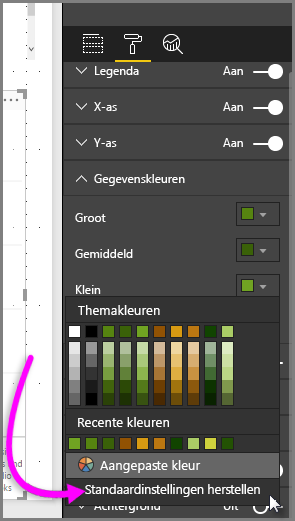 Legenda Aan
X-as Aan
Y-as Aan
Gegevenskleuren
Groot
Gemiddeld
Klein
Themakleuren
Recente kleuren
Aangepaste kleur
Standaardinstellingen herstellen
Achtergrond Uit